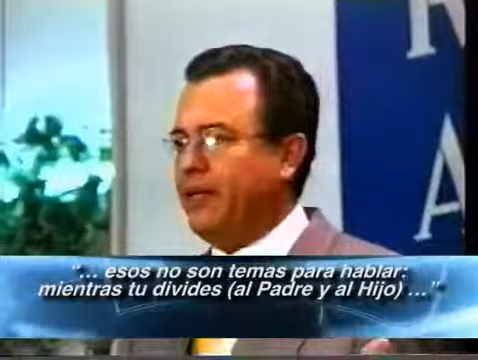 N
A
"... esos no son temas para hablar:
mientras tu divides (al Padre y al Hijo) ..."